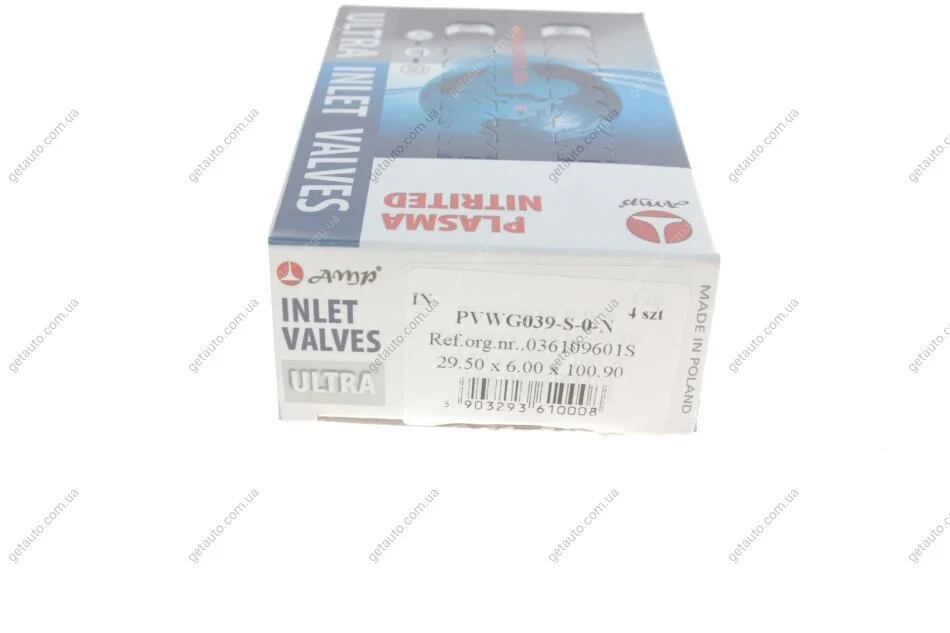 ULTRA INLET VALVES
PLASMA
NITRITED
AMP
AMP
INLET
VALVES
ULTRA
IN
4 szt
PVWG039-S-0-N
Ref.org.nr..036109601S
29.50 x 6.00 x 100.90
5 903293 610008
MADE IN POLAND
getauto.com.ua